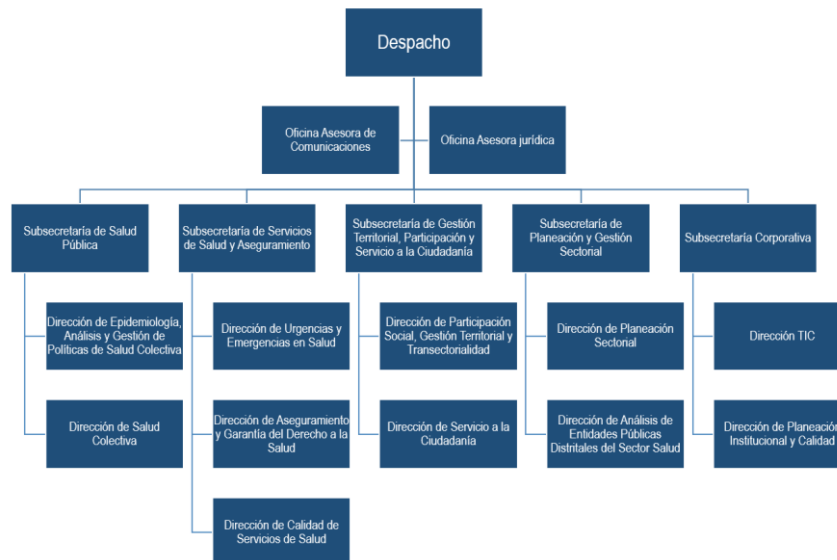 Despacho
Oficina Asesora de
Comunicaciones
Oficina Asesora jurídica
Subsecretaría de Salud
Pública
Subsecretaría de Servicios
de Salud y Aseguramiento
Subsecretaría de Gestión
Territorial, Participación y
Servicio a la Ciudadanía
Subsecretaría de
Planeación y Gestión
Sectorial
Subsecretaría Corporativa
Dirección de Epidemiología,
Análisis y Gestión de
Políticas de Salud Colectiva
Dirección de Urgencias y
Emergencias en Salud
Dirección de Participación
Social, Gestión Territorial y
Transectorialidad
Dirección de Planeación
Sectorial
Dirección TIC
Dirección de Salud
Colectiva
Dirección de Aseguramiento
y Garantía del Derecho a la
Salud
Dirección de Servicio a la
Ciudadanía
Dirección de Análisis de
Entidades Públicas
Distritales del Sector Salud
Dirección de Planeación
Institucional y Calidad
Dirección de Calidad de
Servicios de Salud